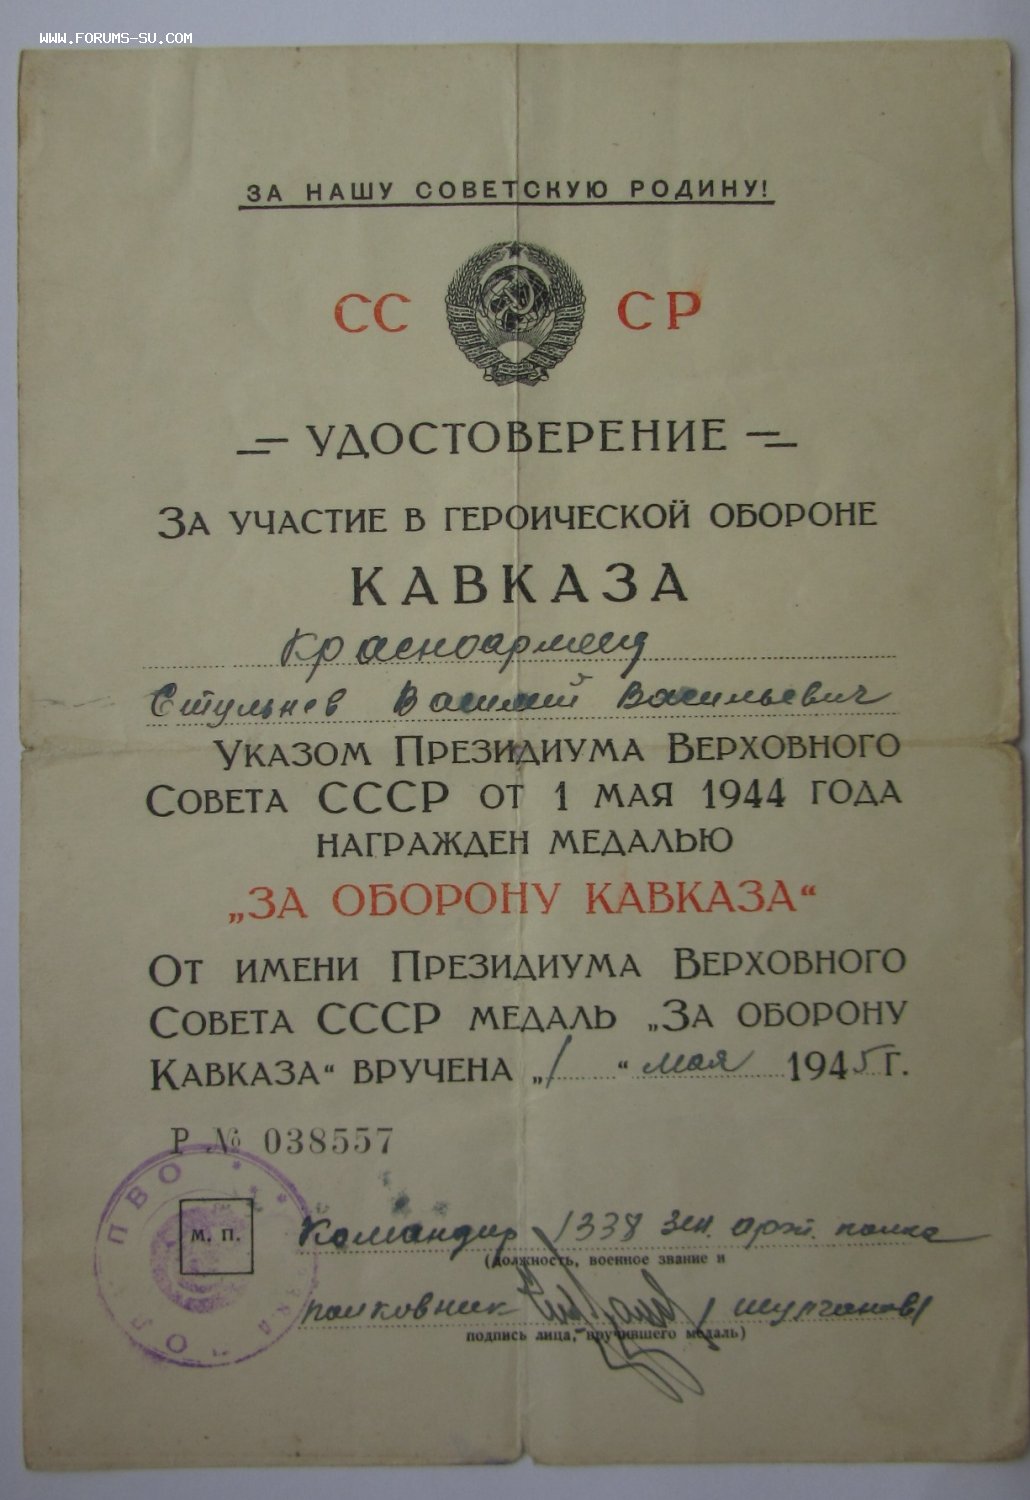 WWW.FORUMS-SU.COM
ЗА НАШУ СОВЕТСКУЮ РОДИНУ!
СС СР
УДОСТОВЕРЕНИЕ
ЗА УЧАСТИЕ В ГЕРОИЧЕСКОЙ ОБОРОНЕ
КАВКАЗА
Красноармеец
Стульнев Василий Васильевич
УКАЗОМ ПРЕЗИДИУМА ВЕРХОВНОГО
СОВЕТА СССР ОТ 1 МАЯ 1944 ГОДА
НАГРАЖДЕН МЕДАЛЬЮ
„ЗА ОБОРОНУ КАВКАЗА“
ОТ ИМЕНИ ПРЕЗИДИУМА ВЕРХОВНОГО
СОВЕТА СССР МЕДАЛЬ „ЗА ОБОРОНУ
КАВКАЗА“ ВРУЧЕНА „1“ мая 1945 Г.
Р № 038557
ПВО
М. П.
Командир 1338 зен. арт. полка
(должность, военное звание и
полковник /Шулчанов/
подпись лица, вручившего медаль)